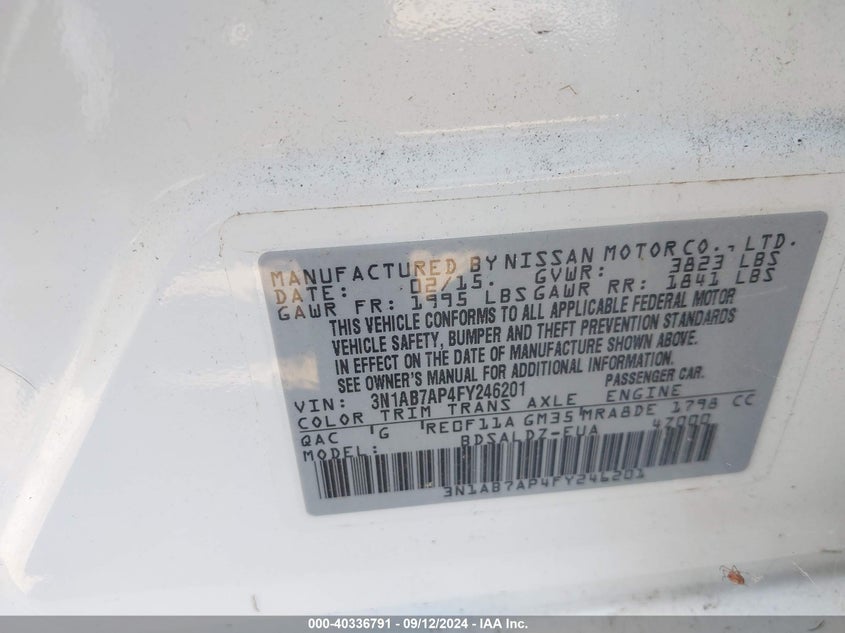 MANUFACTURED BY NISSAN MOTOR CO., LTD.
DATE: 02/15. GVWR: 3823 LBS
GAWR FR: 1995 LBS GAWR RR: 1841 LBS
THIS VEHICLE CONFORMS TO ALL APPLICABLE FEDERAL MOTOR
VEHICLE SAFETY, BUMPER AND THEFT PREVENTION STANDARDS
IN EFFECT ON THE DATE OF MANUFACTURE SHOWN ABOVE.
SEE OWNER'S MANUAL FOR ADDITIONAL INFORMATION.
VIN: 3N1AB7AP4FY246201 PASSENGER CAR.
COLOR TRIM TRANS AXLE ENGINE
QAC G RE0F11A GM35 MRA8DE 1798 CC
MODEL: BDSALDZ-EUA 47000
3N1AB7AP4FY246201
000-40336791 - 09/12/2024 - IAA Inc.